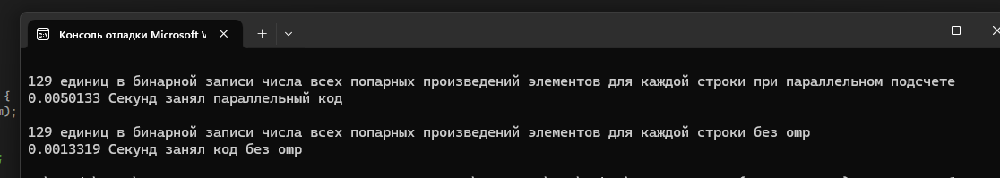 Консоль отладки Microsoft V
{
m);
129 единиц в бинарной записи числа всех попарных произведений элементов для каждой строки при параллельном подсчете
0.0050133 Секунд занял параллельный код
129 единиц в бинарной записи числа всех попарных произведений элементов для каждой строки без omp
0.0013319 Секунд занял код без omp
;